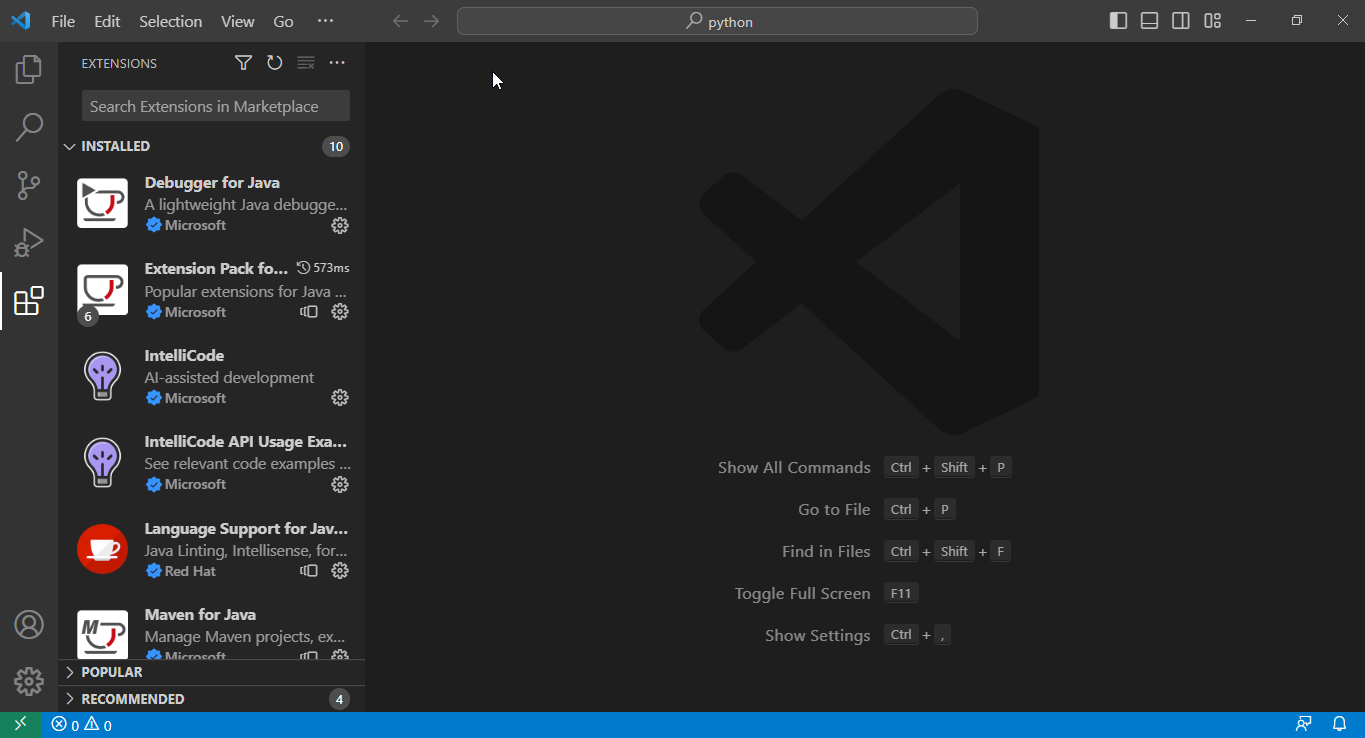 File Edit Selection View Go ···
python
EXTENSIONS
Search Extensions in Marketplace
INSTALLED 10
Debugger for Java
A lightweight Java debugge...
Microsoft
Extension Pack fo... 573ms
Popular extensions for Java ...
6 Microsoft
IntelliCode
AI-assisted development
Microsoft
IntelliCode API Usage Exa...
See relevant code examples ...
Microsoft
Language Support for Jav...
Java Linting, Intellisense, for...
Red Hat
Maven for Java
Manage Maven projects, ex...
Microsoft
POPULAR
RECOMMENDED 4
Show All Commands Ctrl + Shift + P
Go to File Ctrl + P
Find in Files Ctrl + Shift + F
Toggle Full Screen F11
Show Settings Ctrl + ,
0 0